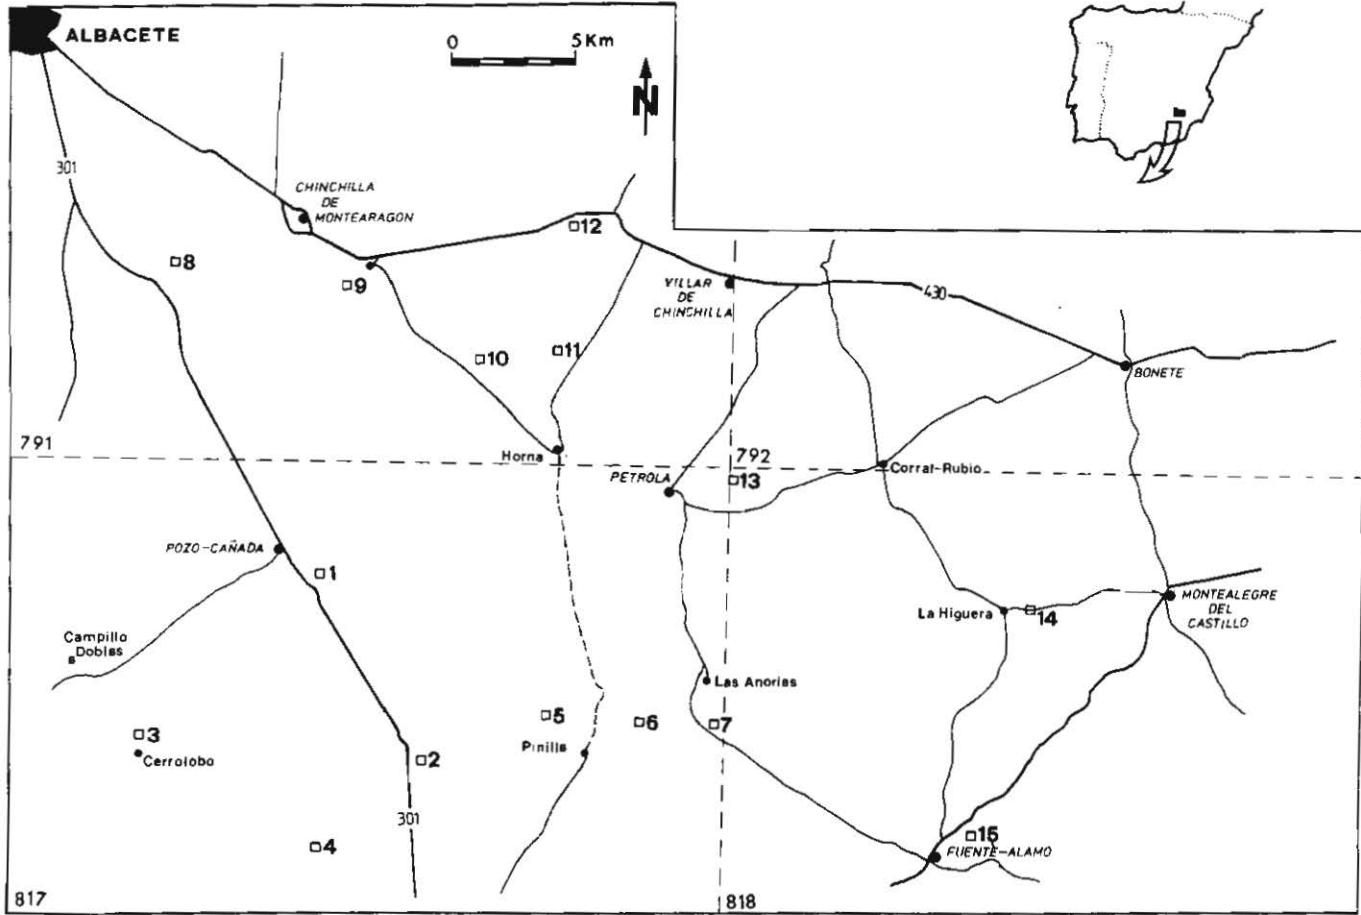 ALBACETE
0 5 Km
N
301
CHINCHILLA
DE
MONTEARAGON
12
8
9
VILLAR
DE
CHINCHILLA
430
10
11
BONETE
791
Horna
792
PETROLA
13
Corral-Rubio
POZO-CAÑADA
1
La Higuera
14
MONTEALEGRE
DEL
CASTILLO
Campillo
Doblas
Las Anorias
3
Cerrolobo
5
6
7
Pinilla
2
301
4
15
FUENTE-ALAMO
817
818